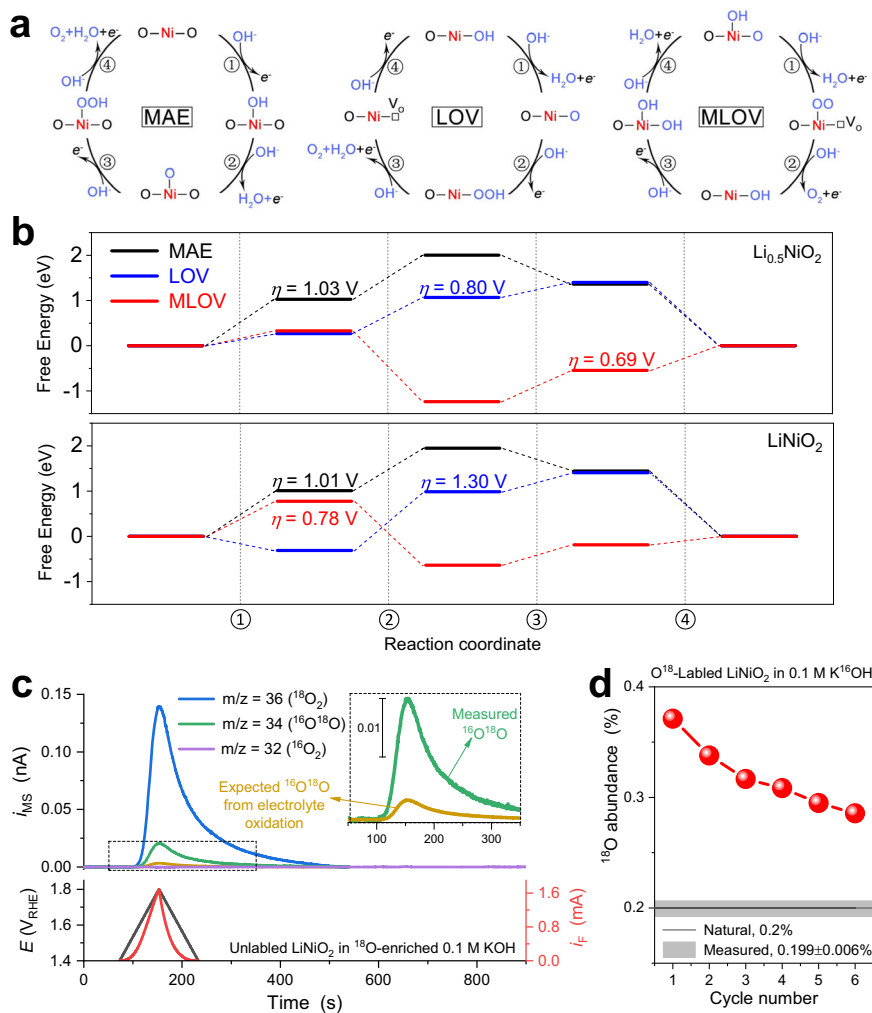 a
O₂+H₂O+e⁻
O-Ni-O
OH⁻
④
①
OH⁻
e⁻
OOH
O-Ni-O
MAE
OH
O-Ni-O
e⁻
③
②
OH⁻
OH⁻
O
O-Ni-O
H₂O+e⁻
e⁻
O-Ni-OH
OH⁻
④
①
OH⁻
H₂O+e⁻
O-Ni-□
Vₒ
LOV
O-Ni-O
O₂+H₂O+e⁻
③
②
OH⁻
OH⁻
O-Ni-OOH
e⁻
H₂O+e⁻
OH
O-Ni-O
OH⁻
④
①
OH⁻
H₂O+e⁻
OH
O-Ni-OH
MLOV
OO
O-Ni-□Vₒ
e⁻
③
②
OH⁻
OH⁻
O-Ni-OH
O₂+e⁻
b
Free Energy (eV)
2
1
0
-1
MAE
LOV
MLOV
Li₀.₅NiO₂
η = 1.03 V
η = 0.80 V
η = 0.69 V
Free Energy (eV)
2
1
0
-1
LiNiO₂
η = 1.01 V
η = 1.30 V
η = 0.78 V
① ② ③ ④
Reaction coordinate
c
i_MS (nA)
0.15
0.10
0.05
0.00
m/z = 36 (¹⁸O₂)
m/z = 34 (¹⁶O¹⁸O)
m/z = 32 (¹⁶O₂)
0.01
Measured
¹⁶O¹⁸O
Expected ¹⁶O¹⁸O
from electrolyte
oxidation
100 200 300
E (V_RHE)
1.8
1.6
1.4
i_F (mA)
1.6
0.8
0.0
Unlabled LiNiO₂ in ¹⁸O-enriched 0.1 M KOH
0 200 400 600 800
Time (s)
d
O¹⁸-Labled LiNiO₂ in 0.1 M K¹⁶OH
¹⁸O abundance (%)
0.4
0.3
0.2
Natural, 0.2%
Measured, 0.199±0.006%
1 2 3 4 5 6
Cycle number